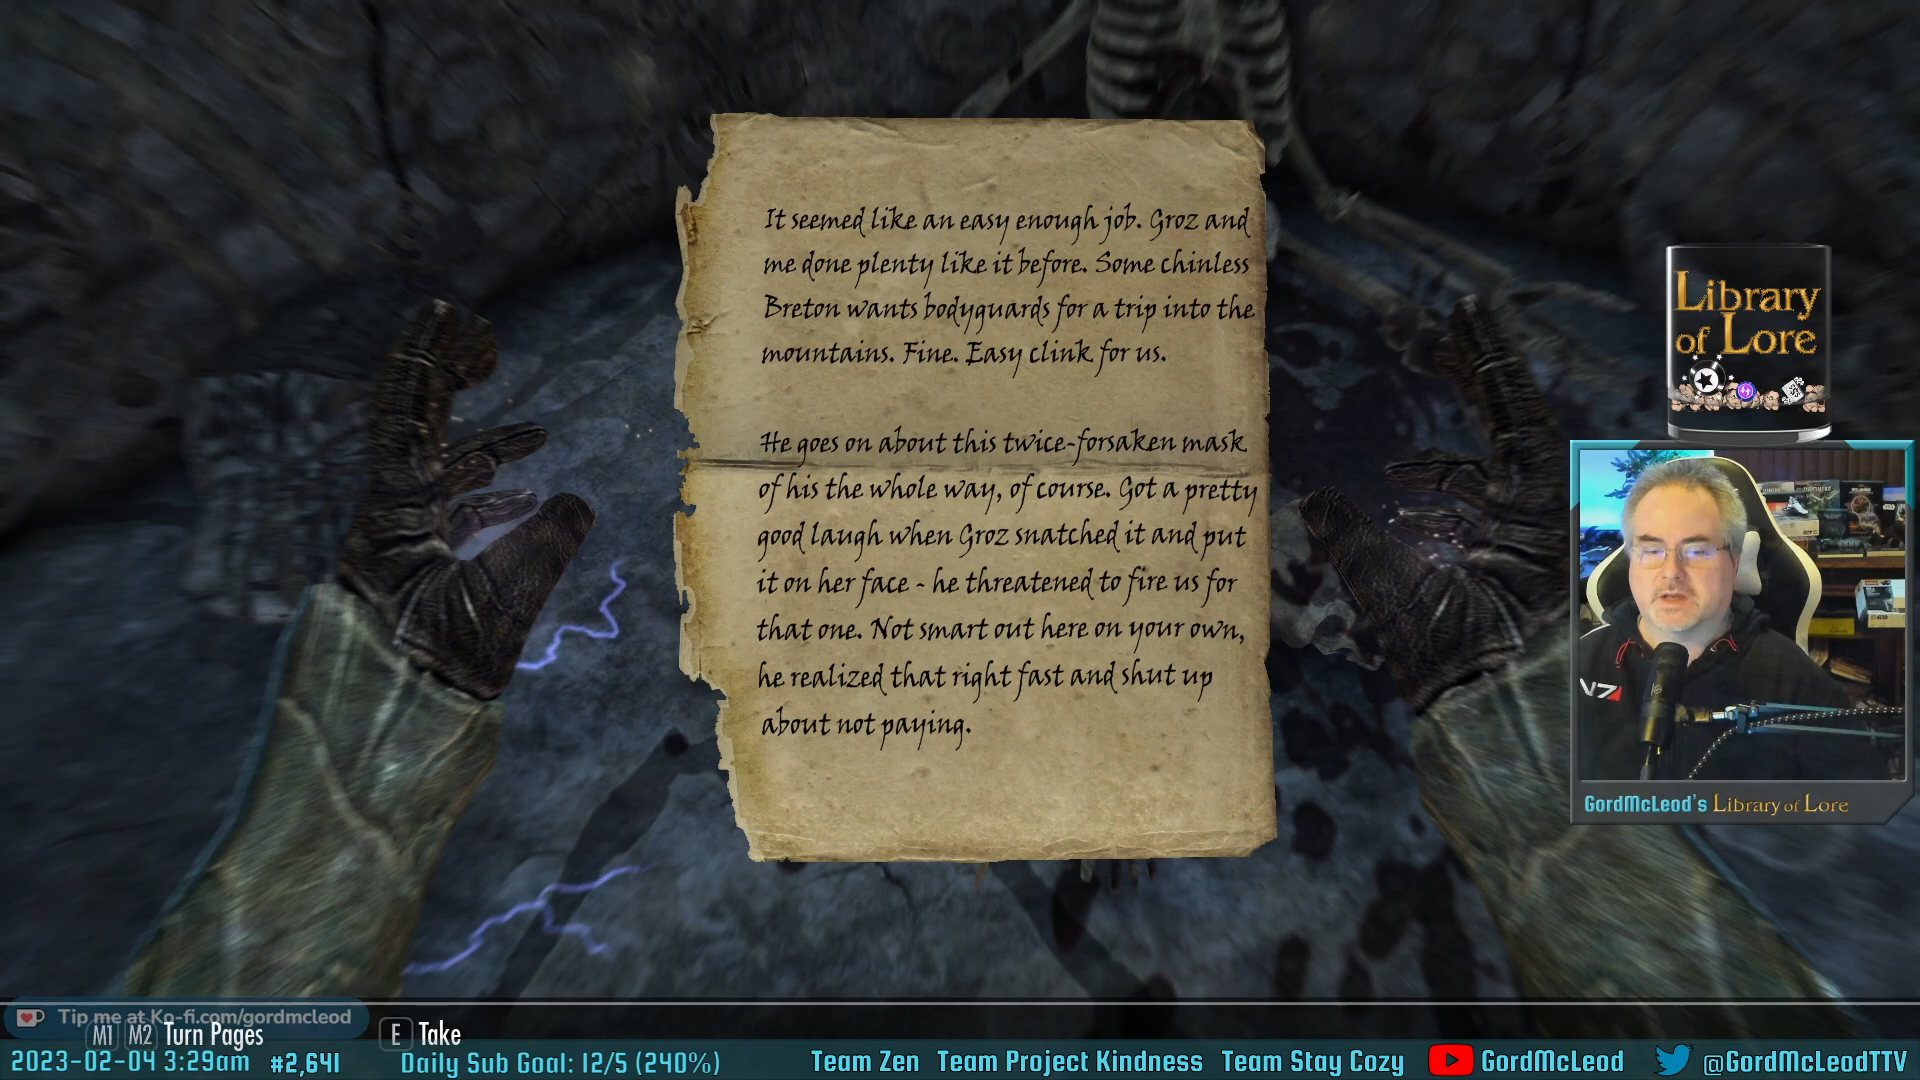 It seemed like an easy enough job. Groz and
me done plenty like it before. Some chinless
Breton wants bodyguards for a trip into the
mountains. Fine. Easy clink for us.
He goes on about this twice-forsaken mask
of his the whole way, of course. Got a pretty
good laugh when Groz snatched it and put
it on her face - he threatened to fire us for
that one. Not smart out here on your own,
he realized that right fast and shut up
about not paying.
Library
of Lore
N7
GordMcLeod's Library of Lore
Tip me at Ko-fi.com/gordmcleod
M1 M2 Turn Pages E Take
2023-02-04 3:29am #2,641 Daily Sub Goal: 12/5 (240%) Team Zen Team Project Kindness Team Stay Cozy GordMcLeod @GordMcLeodTTV